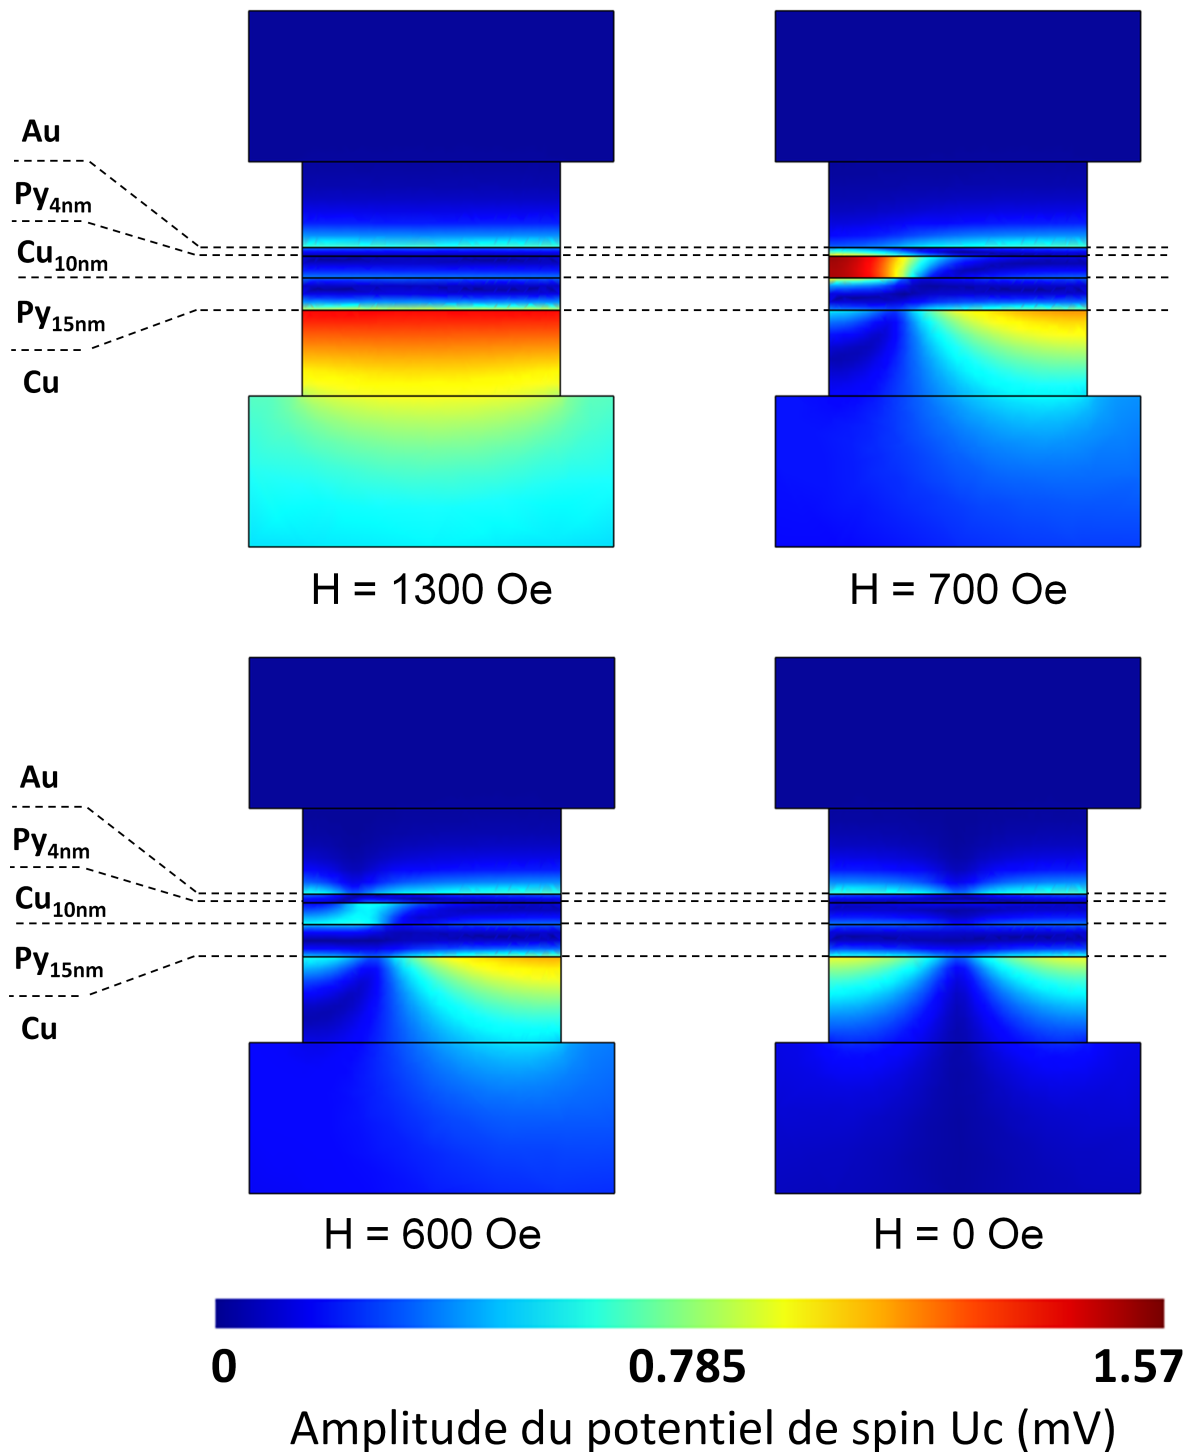 Au
Py4nm
Cu10nm
Py15nm
Cu
H = 1300 Oe
H = 700 Oe
Au
Py4nm
Cu10nm
Py15nm
Cu
H = 600 Oe
H = 0 Oe
0
0.785
1.57
Amplitude du potentiel de spin Uc (mV)